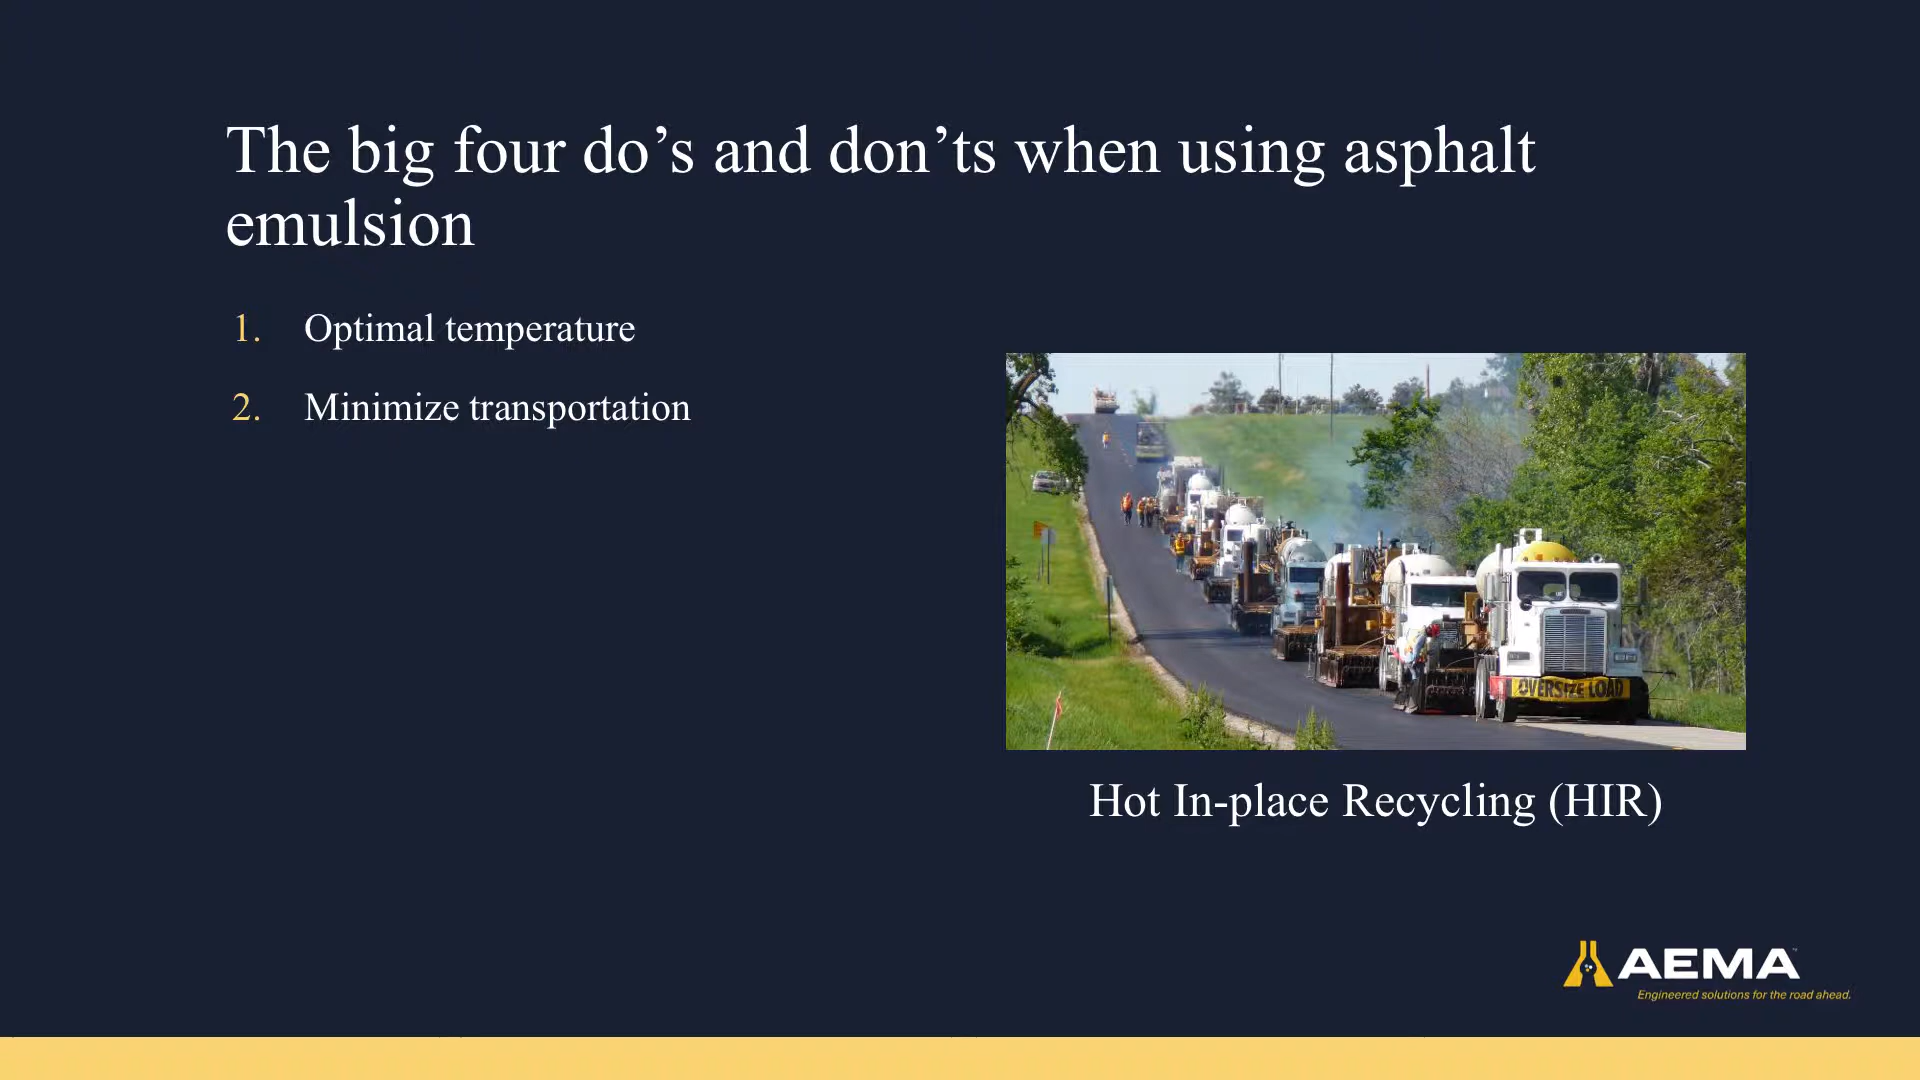 The big four do’s and don’ts when using asphalt
emulsion
1. Optimal temperature
2. Minimize transportation
OVERSIZE LOAD
Hot In-place Recycling (HIR)
AEMA
Engineered solutions for the road ahead.